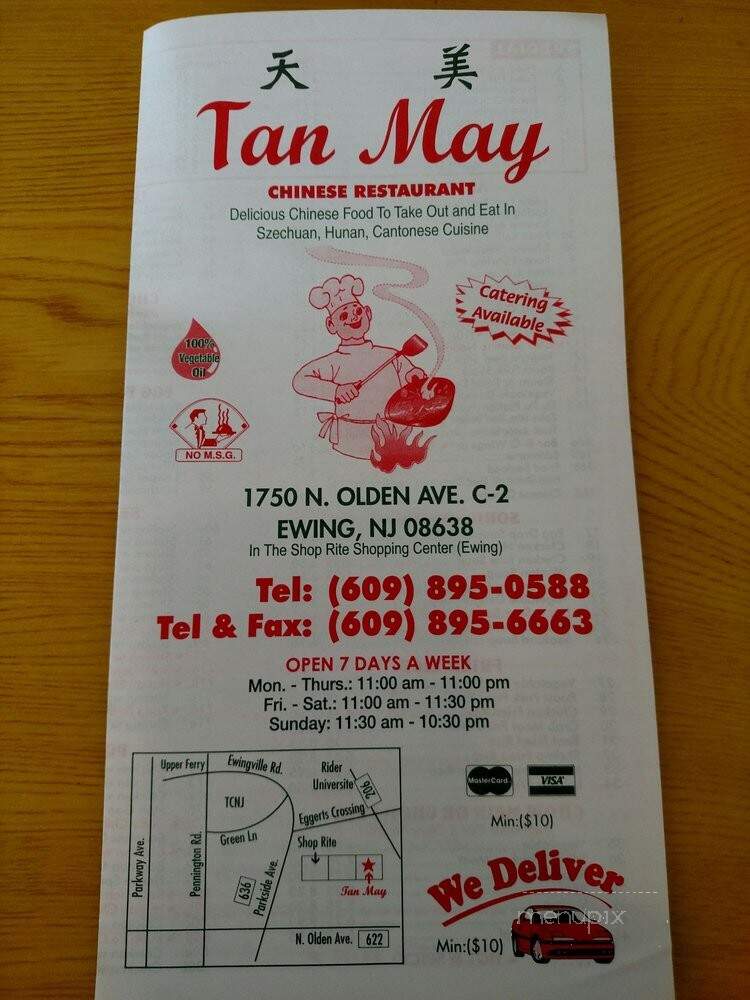 天 美
Tan May
CHINESE RESTAURANT
Delicious Chinese Food To Take Out and Eat In
Szechuan, Hunan, Cantonese Cuisine
Catering
Available
100%
Vegetable
Oil
NO M.S.G.
1750 N. OLDEN AVE. C-2
EWING, NJ 08638
In The Shop Rite Shopping Center (Ewing)
Tel: (609) 895-0588
Tel & Fax: (609) 895-6663
OPEN 7 DAYS A WEEK
Mon. - Thurs.: 11:00 am - 11:00 pm
Fri. - Sat.: 11:00 am - 11:30 pm
Sunday: 11:30 am - 10:30 pm
Upper Ferry
Ewingville Rd.
Rider
Universite
206
TCNJ
Eggerts Crossing
Green Ln
Shop Rite
Parkway Ave.
Pennington Rd.
636
Parkside Ave.
Tan May
N. Olden Ave. 622
MasterCard
VISA
Min:($10)
We Deliver
menupix
Min:($10)